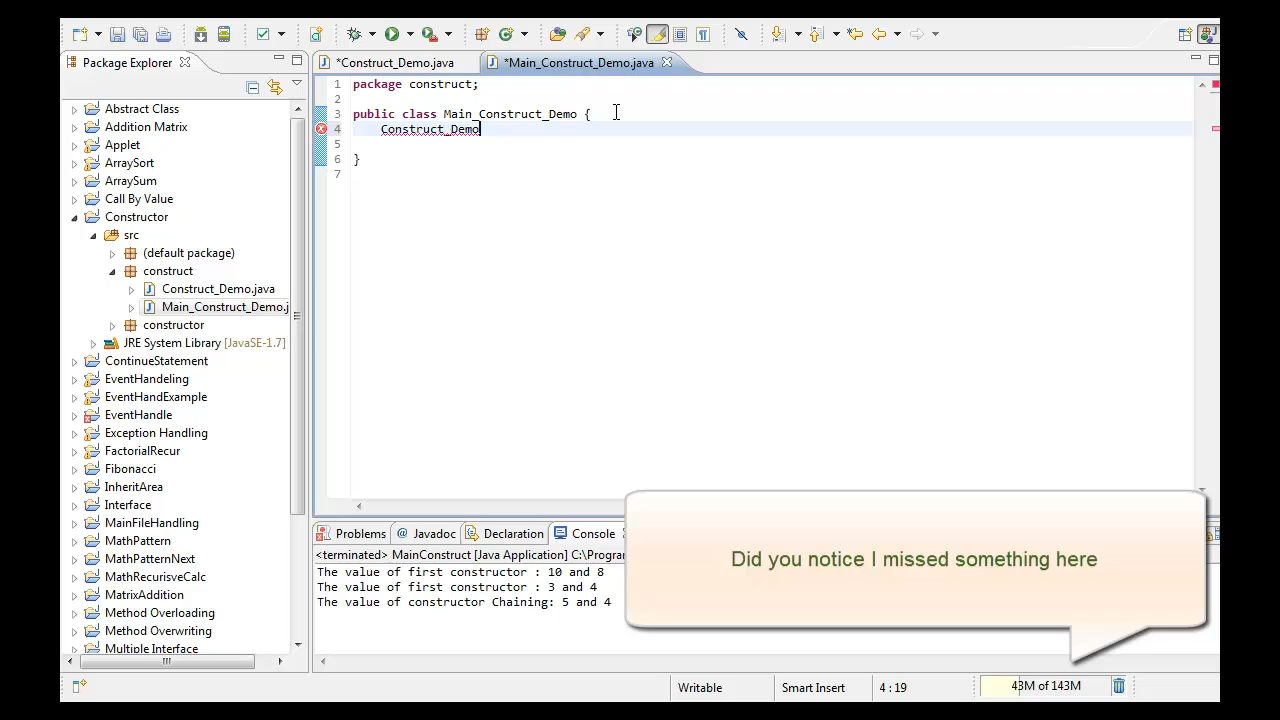 Package Explorer
*Construct_Demo.java
*Main_Construct_Demo.java
Abstract Class
Addition Matrix
Applet
ArraySort
ArraySum
Call By Value
Constructor
src
(default package)
construct
Construct_Demo.java
Main_Construct_Demo.j
constructor
JRE System Library [JavaSE-1.7]
ContinueStatement
EventHandeling
EventHandExample
EventHandle
Exception Handling
FactorialRecur
Fibonacci
InheritArea
Interface
MainFileHandling
MathPattern
MathPatternNext
MathRecurisveCalc
MatrixAddition
Method Overloading
Method Overwriting
Multiple Interface
1 package construct;
2
3 public class Main_Construct_Demo {
4 Construct_Demo
5
6 }
7
Problems @ Javadoc Declaration Console
<terminated> MainConstruct [Java Application] C:\Progran
The value of first constructor : 10 and 8
The value of first constructor : 3 and 4
The value of constructor Chaining: 5 and 4
Did you notice I missed something here
Writable
Smart Insert
4 : 19
43M of 143M